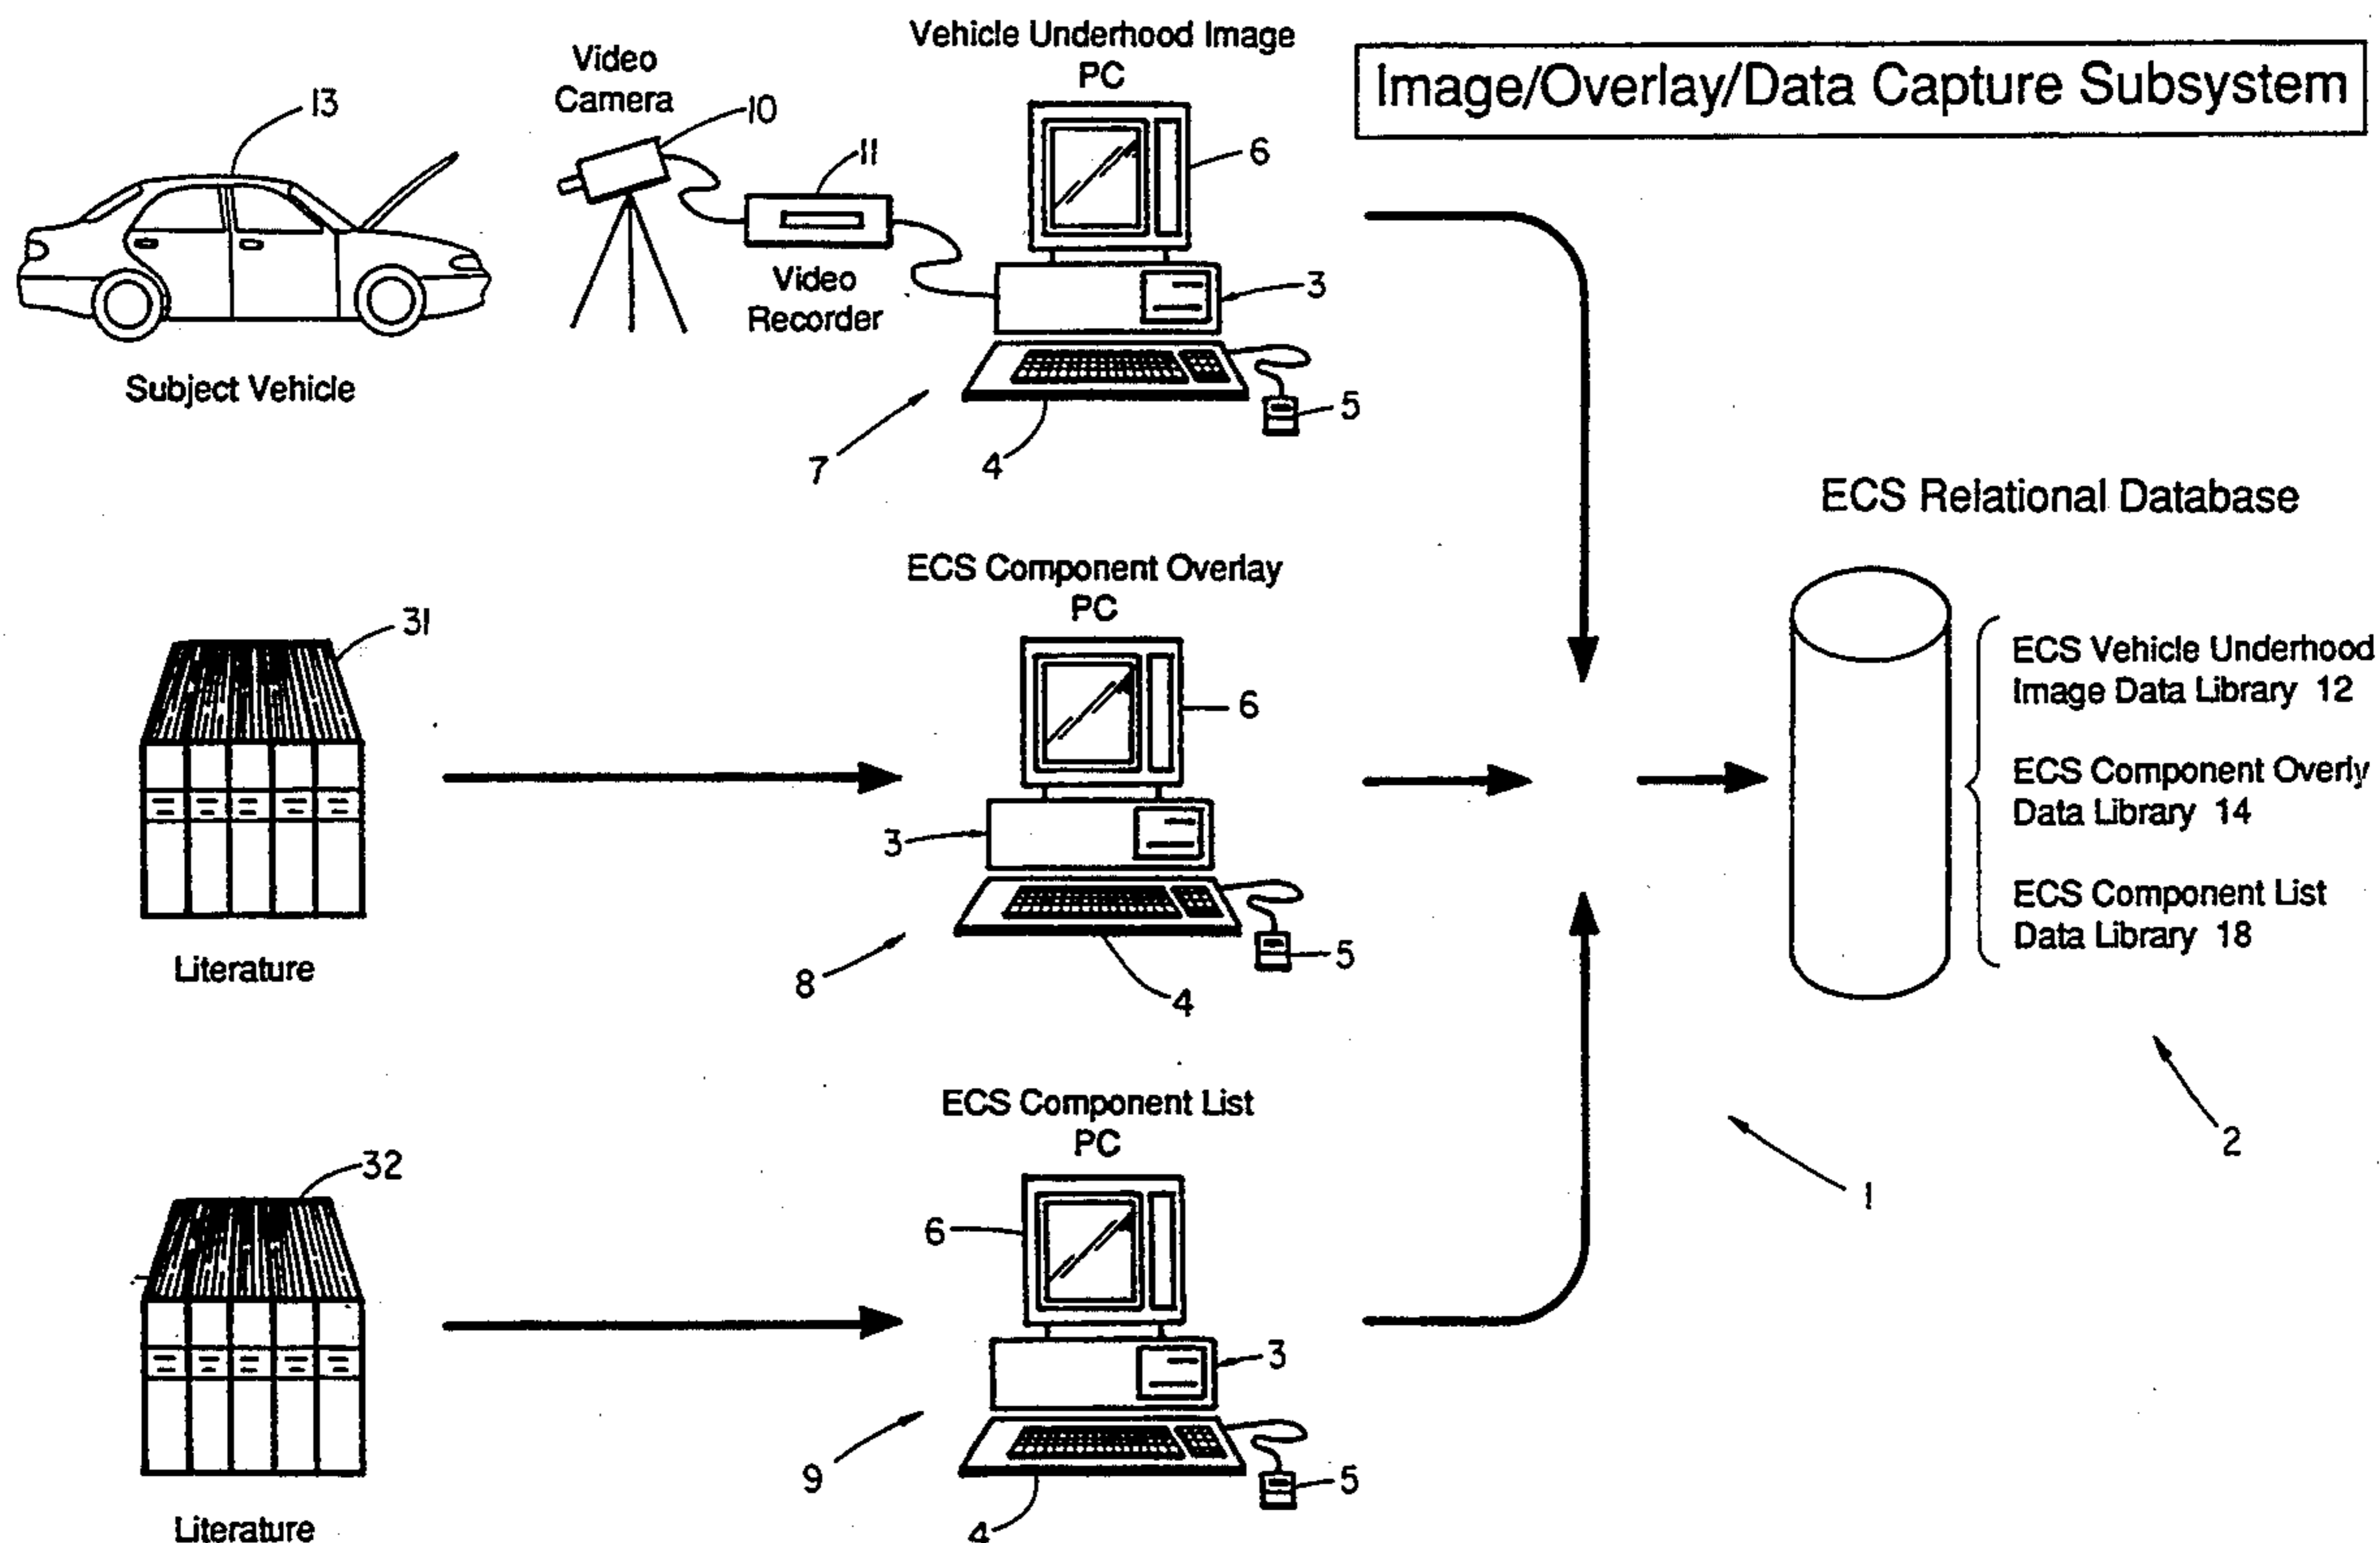 Image/Overlay/Data Capture Subsystem
Vehicle Underhood Image
PC
Video
Camera
10
11
13
6
3
Video
Recorder
Subject Vehicle
5
7
4
ECS Relational Database
ECS Component Overlay
PC
31
6
3
Literature
5
8
4
ECS Vehicle Underhood
Image Data Library 12
ECS Component Overly
Data Library 14
ECS Component List
Data Library 18
ECS Component List
PC
32
6
3
Literature
5
9
4
1
2